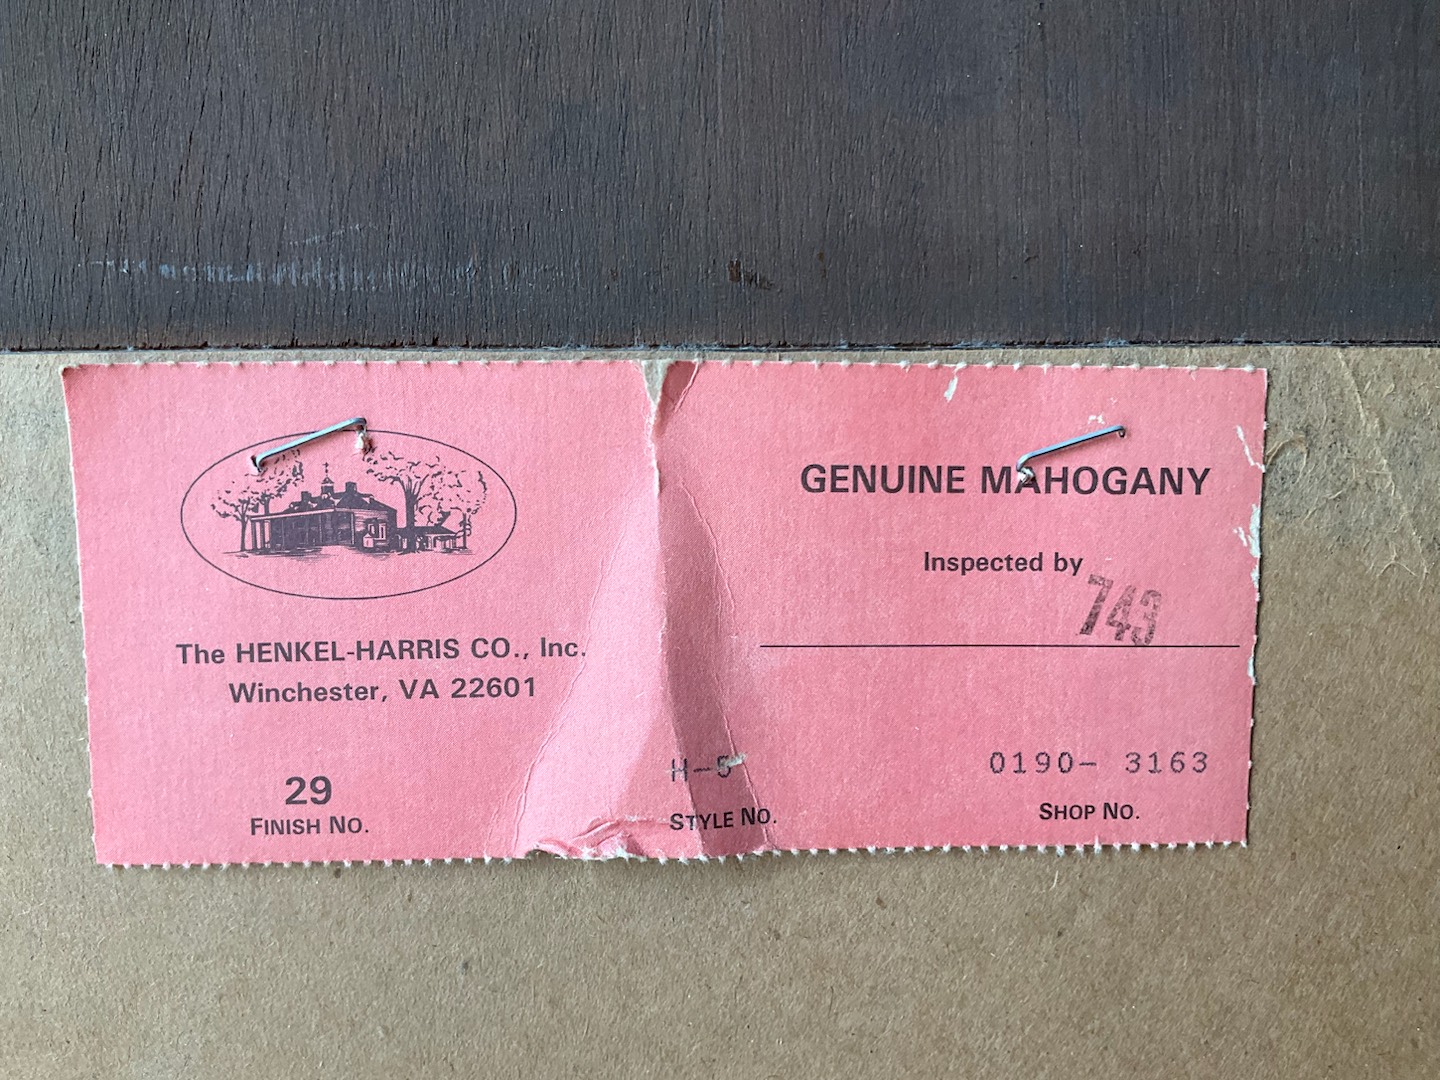 The HENKEL-HARRIS CO., Inc.
Winchester, VA 22601
29
FINISH NO.
GENUINE MAHOGANY
Inspected by
743
H-5
STYLE NO.
0190- 3163
SHOP NO.